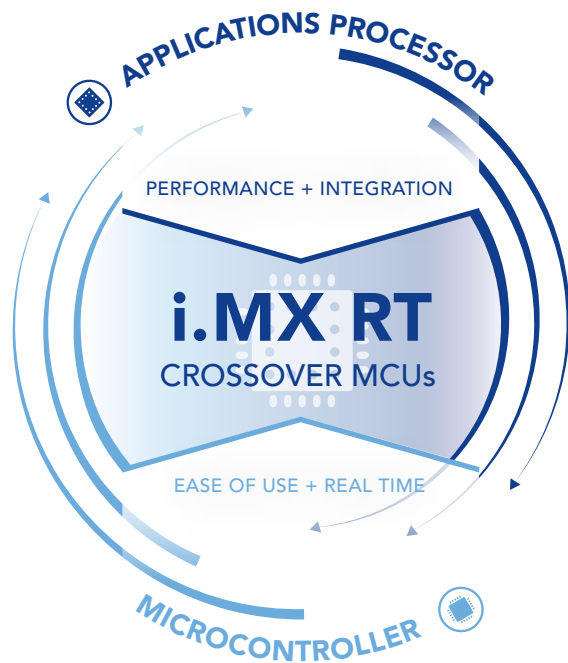 APPLICATIONS PROCESSOR
PERFORMANCE + INTEGRATION
i.MX RT
CROSSOVER MCUs
EASE OF USE + REAL TIME
MICROCONTROLLER